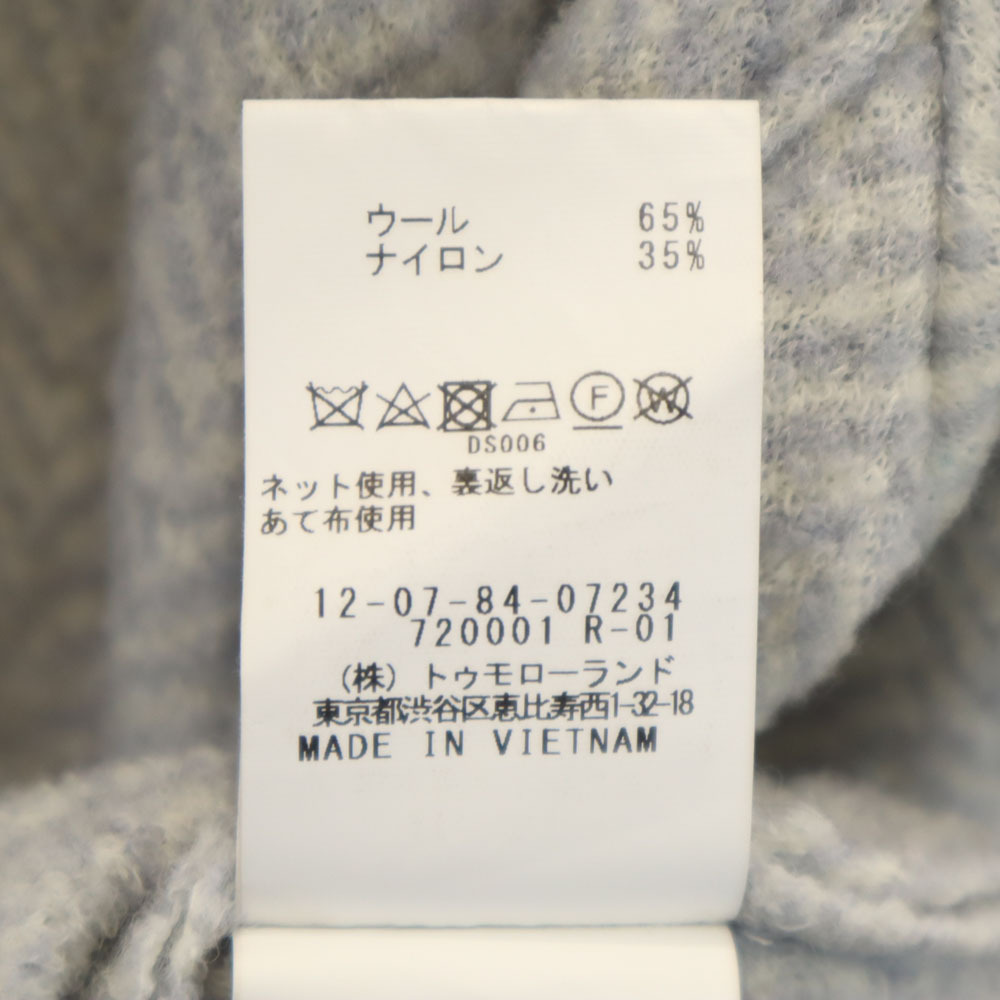 ウール 65%
ナイロン 35%
F W
DS006
ネット使用、裏返し洗い
あて布使用
12-07-84-07234
720001 R-01
(株) トゥモローランド
東京都渋谷区恵比寿西1-32-18
MADE IN VIETNAM